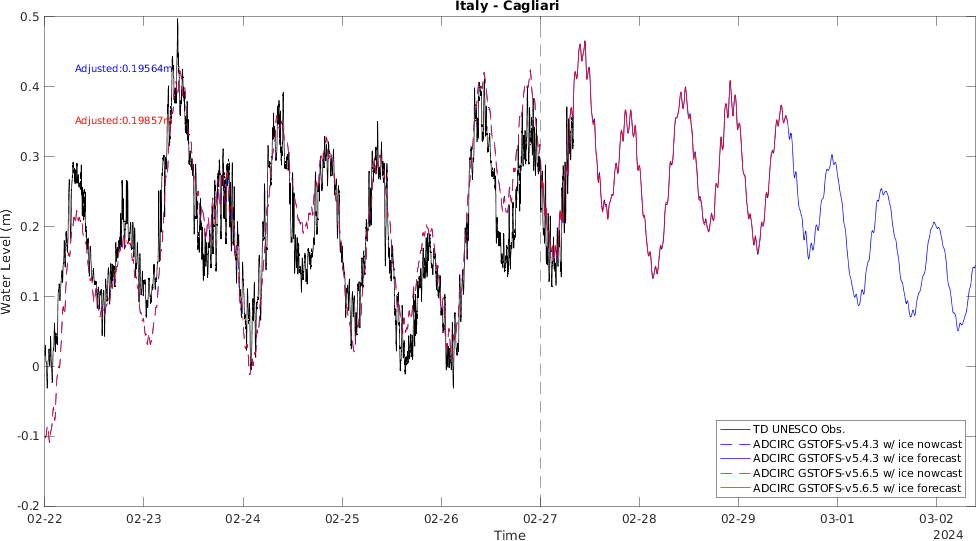 Italy - Cagliari
0.5
0.4
0.3
0.2
0.1
0
-0.1
-0.2
Water Level (m)
Adjusted:0.19564m
Adjusted:0.19857m
TD UNESCO Obs.
ADCIRC GSTOFS-v5.4.3 w/ ice nowcast
ADCIRC GSTOFS-v5.4.3 w/ ice forecast
ADCIRC GSTOFS-v5.6.5 w/ ice nowcast
ADCIRC GSTOFS-v5.6.5 w/ ice forecast
02-22 02-23 02-24 02-25 02-26 02-27 02-28 02-29 03-01 03-02
Time
2024